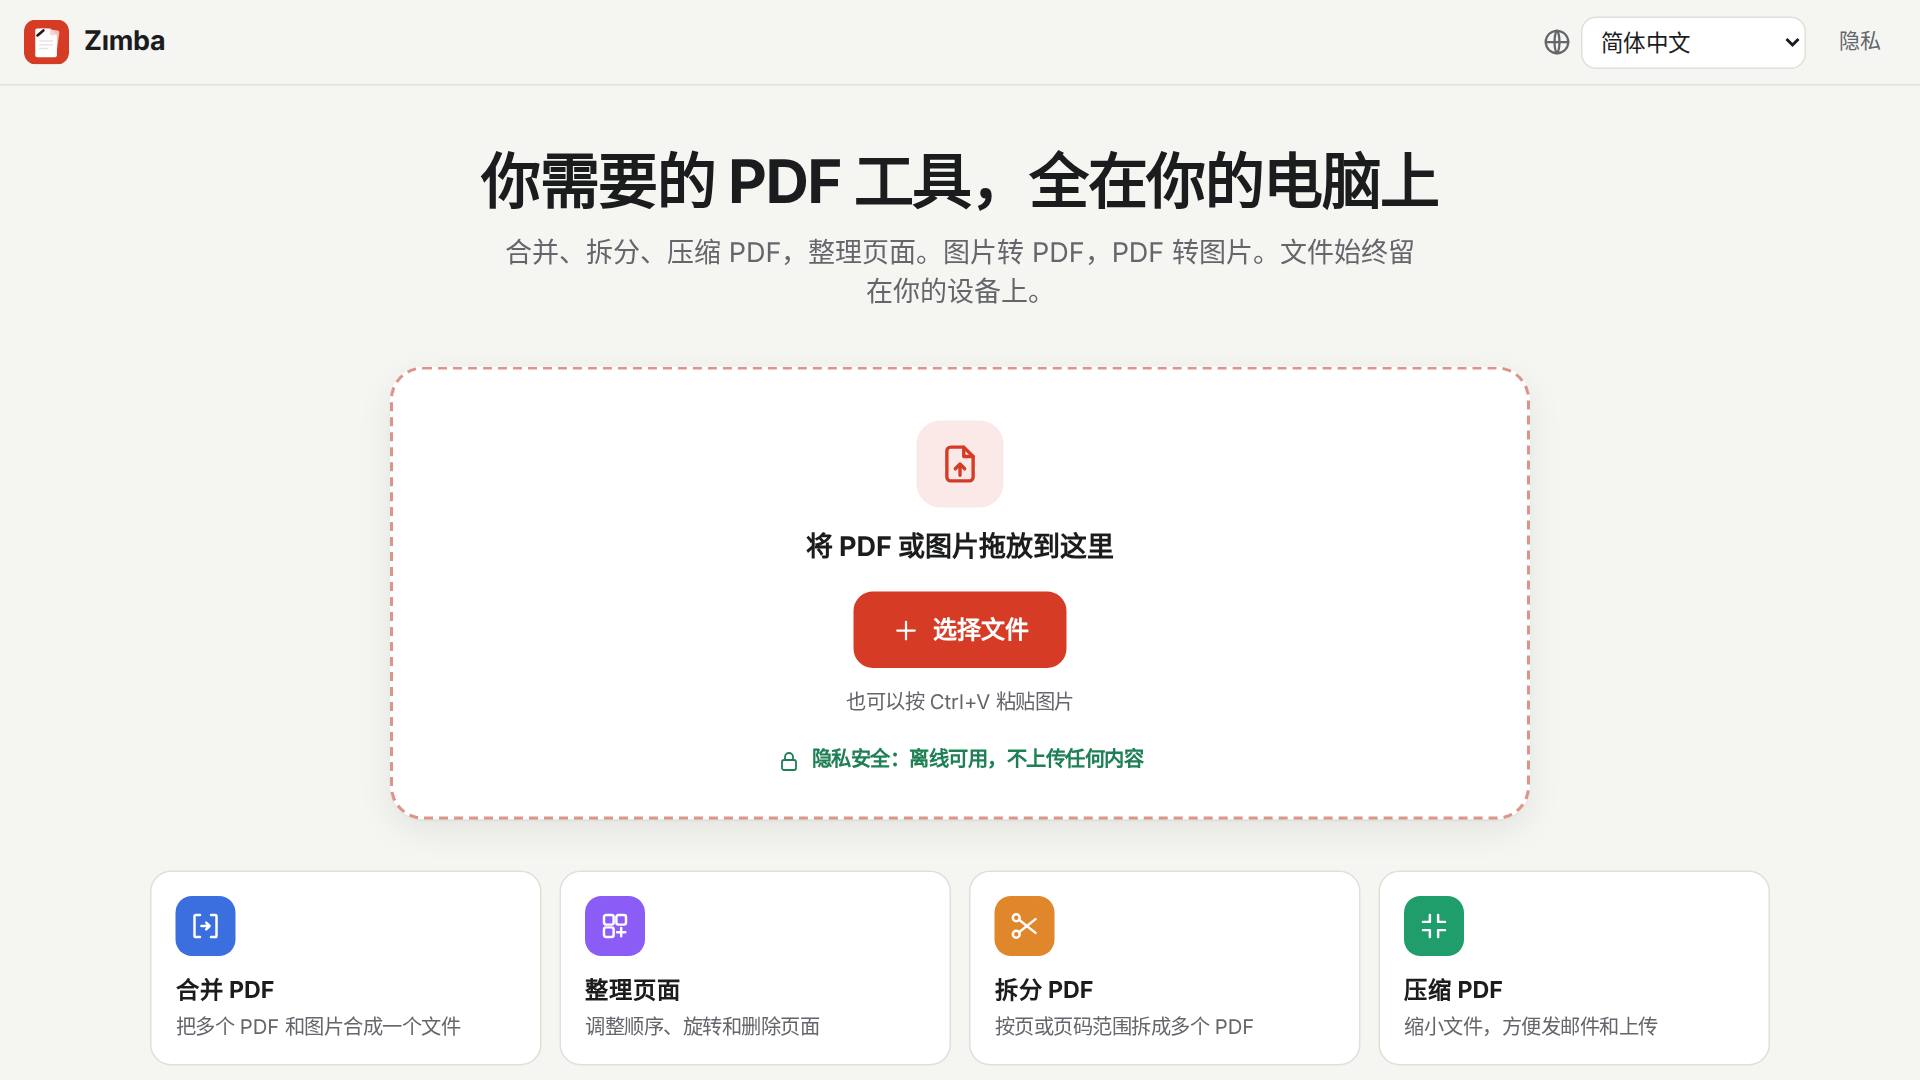 Zımba
简体中文
隐私
你需要的 PDF 工具，全在你的电脑上
合并、拆分、压缩 PDF，整理页面。图片转 PDF，PDF 转图片。文件始终留
在你的设备上。
将 PDF 或图片拖放到这里
选择文件
也可以按 Ctrl+V 粘贴图片
隐私安全：离线可用，不上传任何内容
合并 PDF
把多个 PDF 和图片合成一个文件
整理页面
调整顺序、旋转和删除页面
拆分 PDF
按页或页码范围拆成多个 PDF
压缩 PDF
缩小文件，方便发邮件和上传